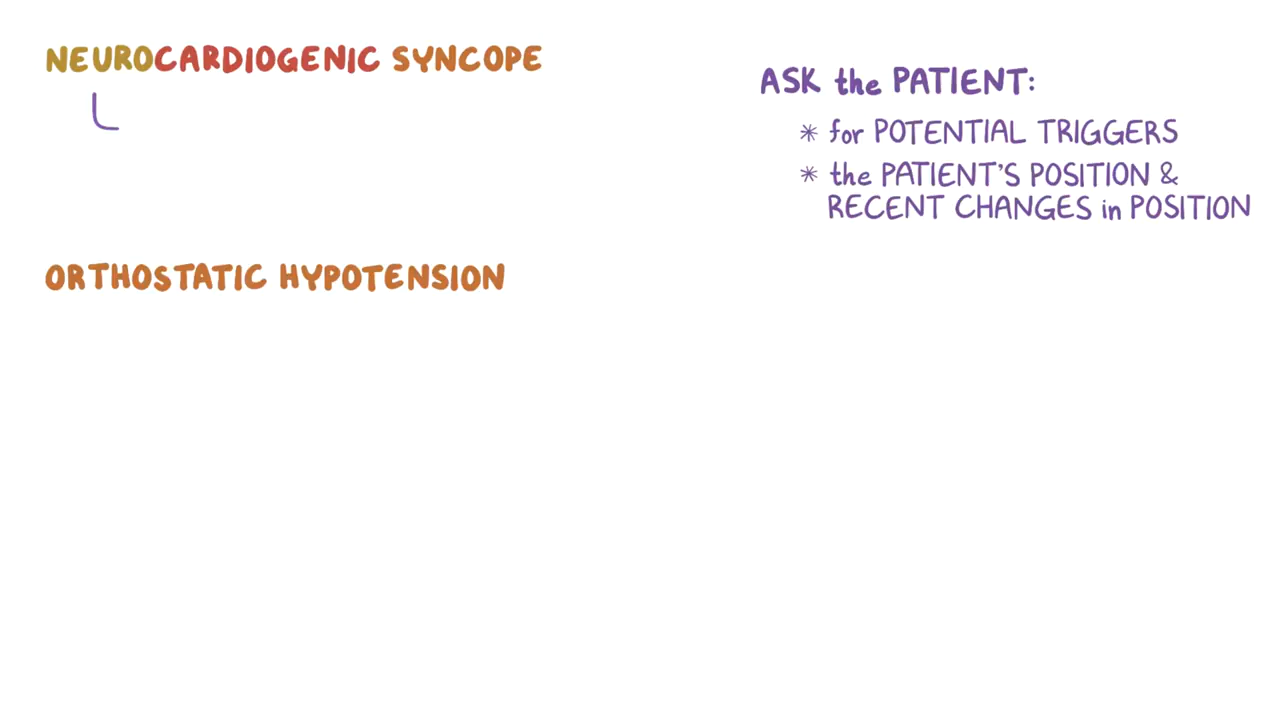 NEUROCARDIOGENIC SYNCOPE
ASK the PATIENT:
* for POTENTIAL TRIGGERS
* the PATIENT'S POSITION &
RECENT CHANGES in POSITION
ORTHOSTATIC HYPOTENSION